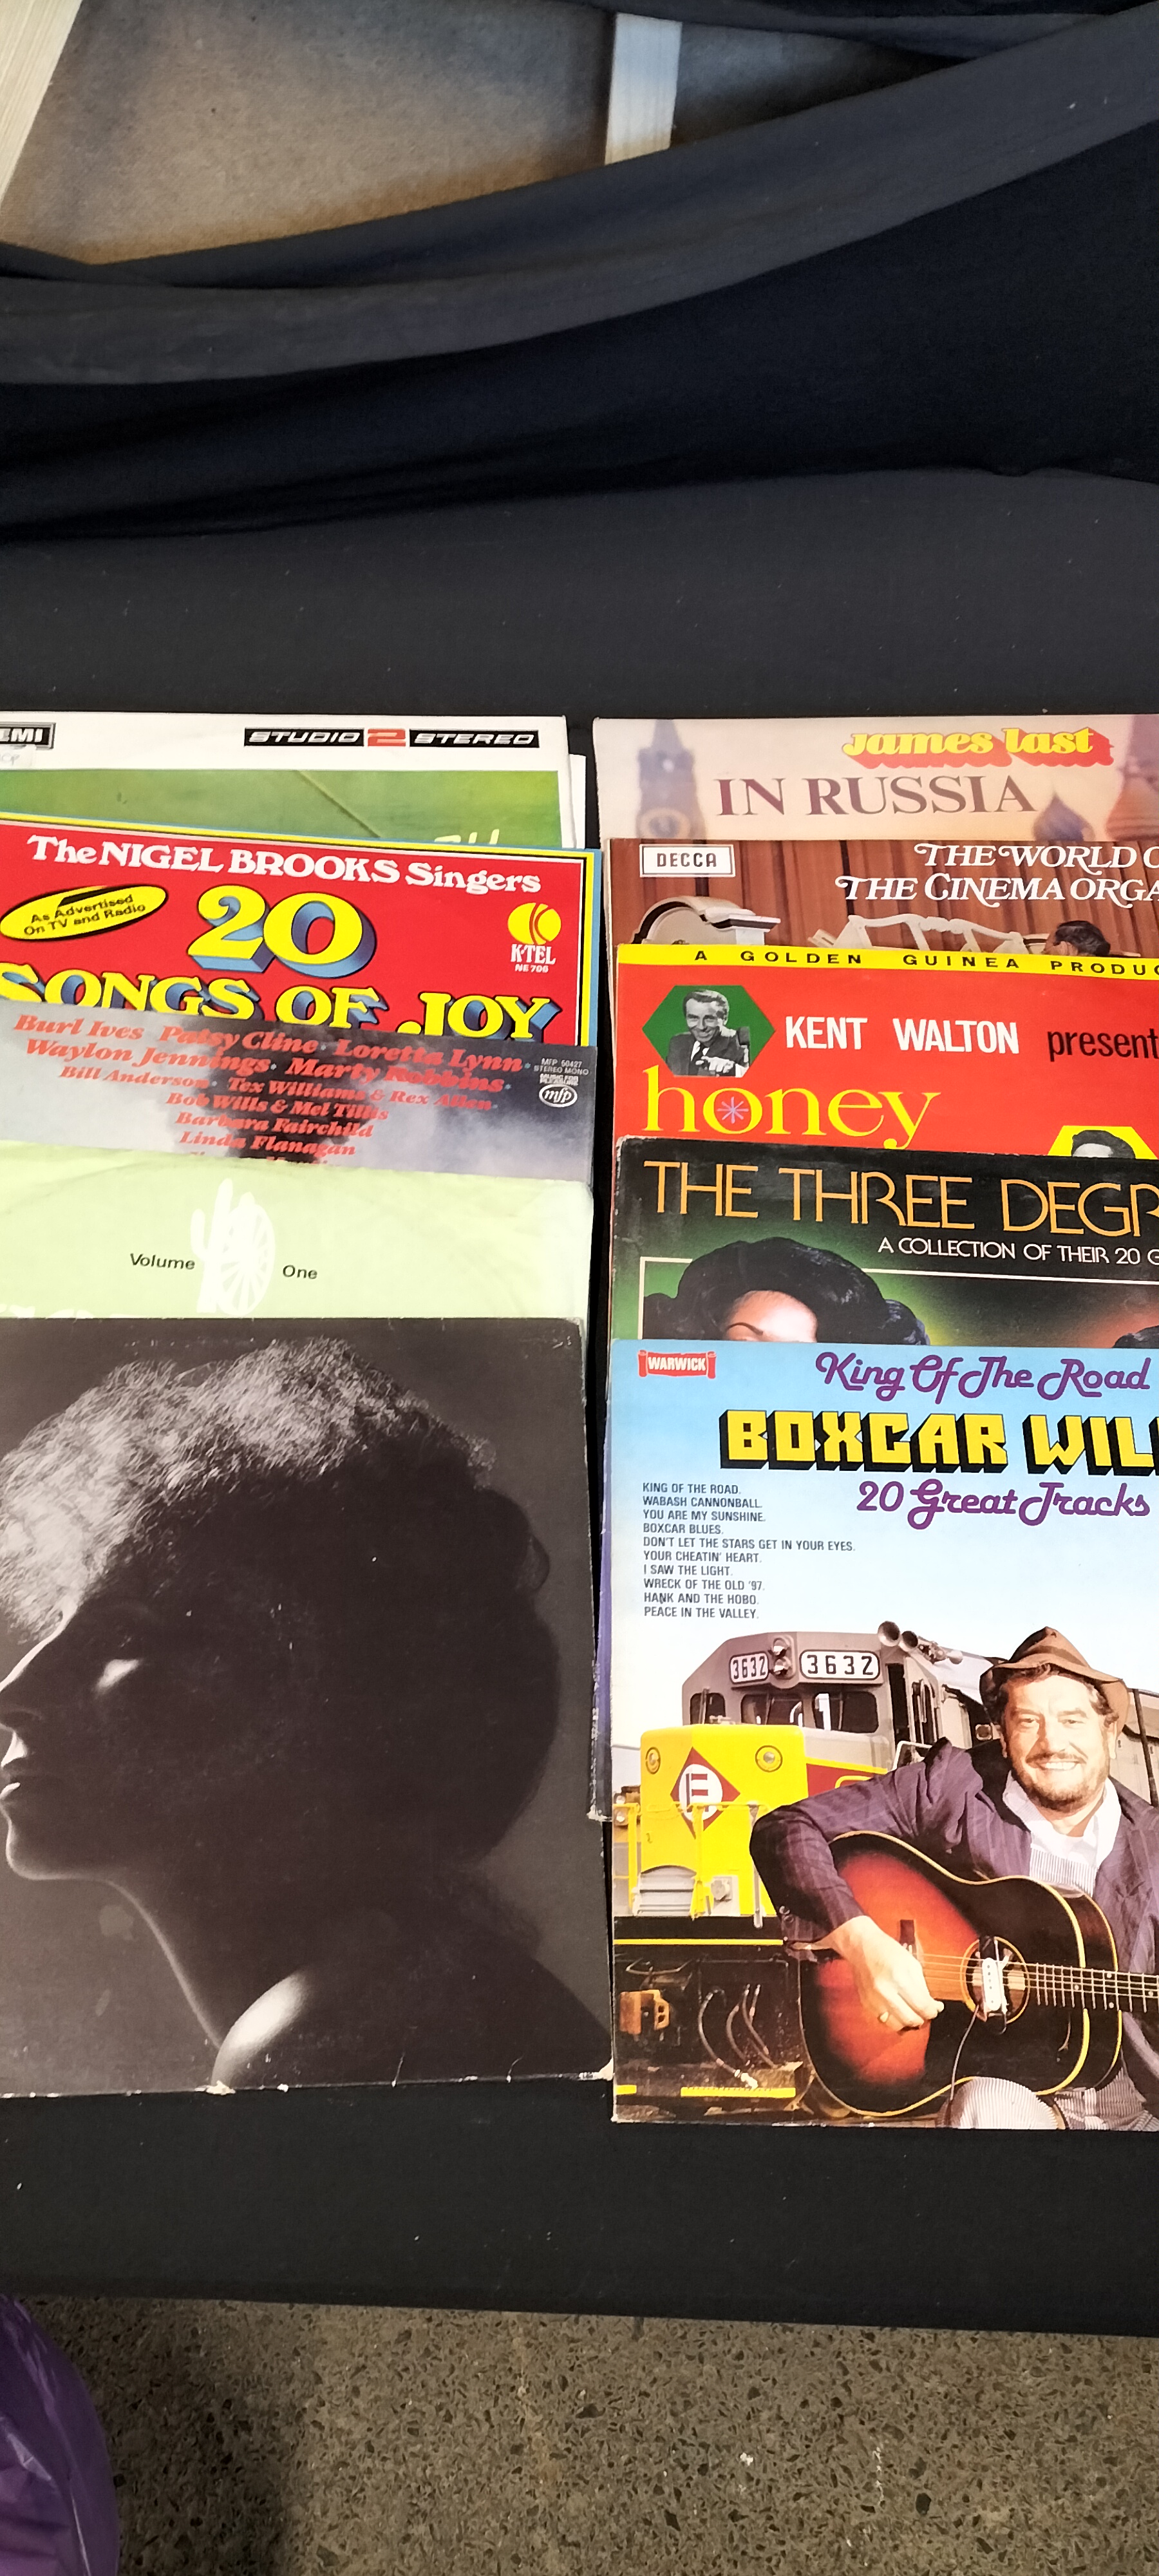 EMI
STUDIO 2 STEREO
The NIGEL BROOKS Singers
As Advertised
On TV and Radio
20
K-TEL
NE 706
SONGS OF JOY
Burl Ives · Patsy Cline · Loretta Lynn ·
Waylon Jennings · Marty Robbins ·
Bill Anderson · Tex Williams & Rex Allen
Bob Wills & Mel Tillis
Barbara Fairchild
Linda Flanagan
MFP 50427
STEREO MONO
mfp
Volume One
James Last
IN RUSSIA
DECCA
THE WORLD O
THE CINEMA ORGA
A GOLDEN GUINEA PRODUC
KENT WALTON present
honey
THE THREE DEGR
A COLLECTION OF THEIR 20 G
WARWICK
King Of The Road
BOXCAR WIL
20 Great Tracks
KING OF THE ROAD.
WABASH CANNONBALL.
YOU ARE MY SUNSHINE.
BOXCAR BLUES.
DON'T LET THE STARS GET IN YOUR EYES.
YOUR CHEATIN' HEART.
I SAW THE LIGHT.
WRECK OF THE OLD '97.
HANK AND THE HOBO.
PEACE IN THE VALLEY.
3632 3632
E